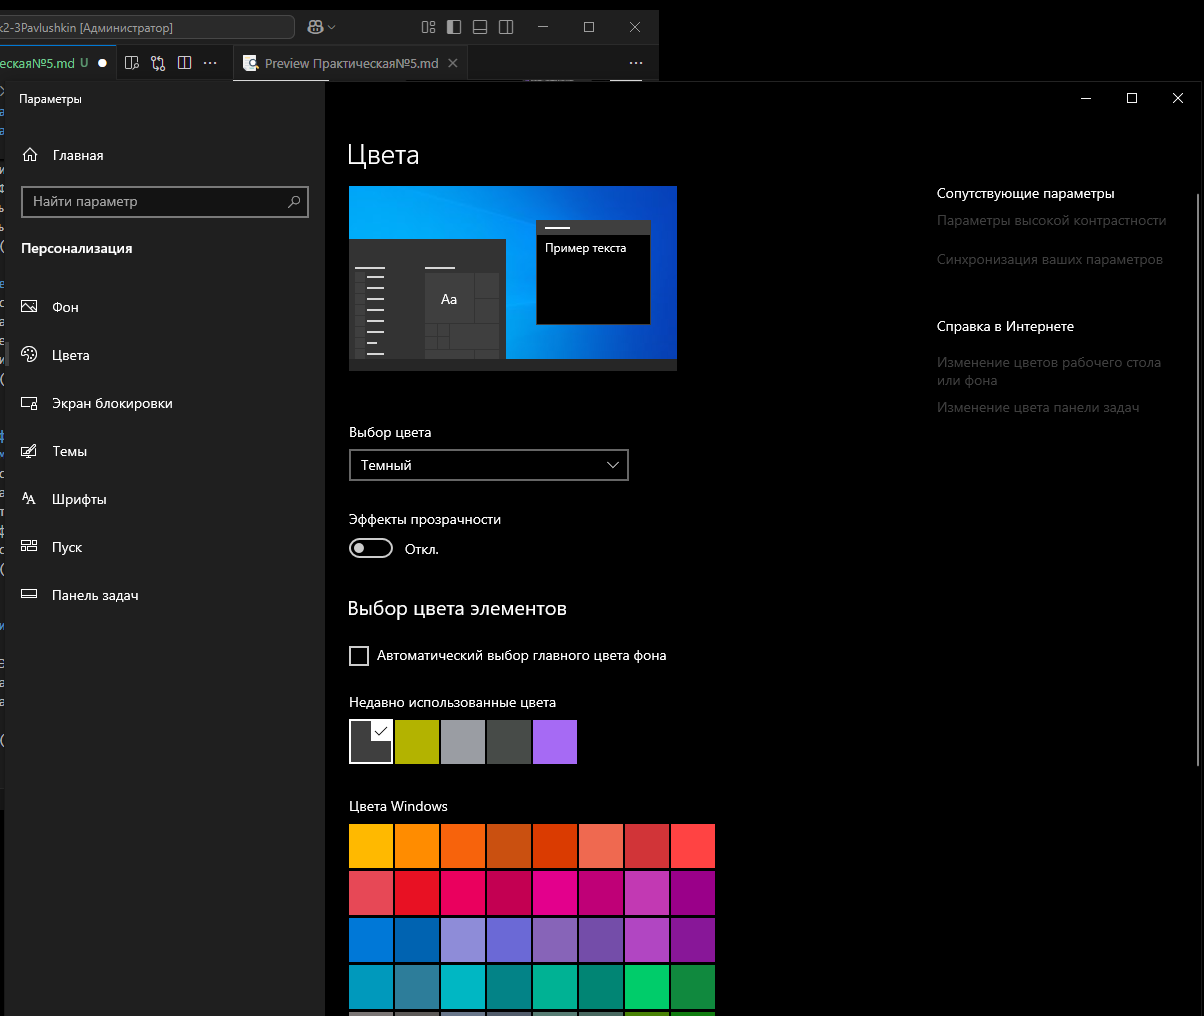 k2-3Pavlushkin [Администратор]
еская№5.md U
Preview Практическая№5.md
Параметры
Главная
Найти параметр
Персонализация
Фон
Цвета
Экран блокировки
Темы
Шрифты
Пуск
Панель задач
Цвета
Пример текста
Aa
Выбор цвета
Темный
Эффекты прозрачности
Откл.
Выбор цвета элементов
Автоматический выбор главного цвета фона
Недавно использованные цвета
Цвета Windows
Сопутствующие параметры
Параметры высокой контрастности
Синхронизация ваших параметров
Справка в Интернете
Изменение цветов рабочего стола
или фона
Изменение цвета панели задач